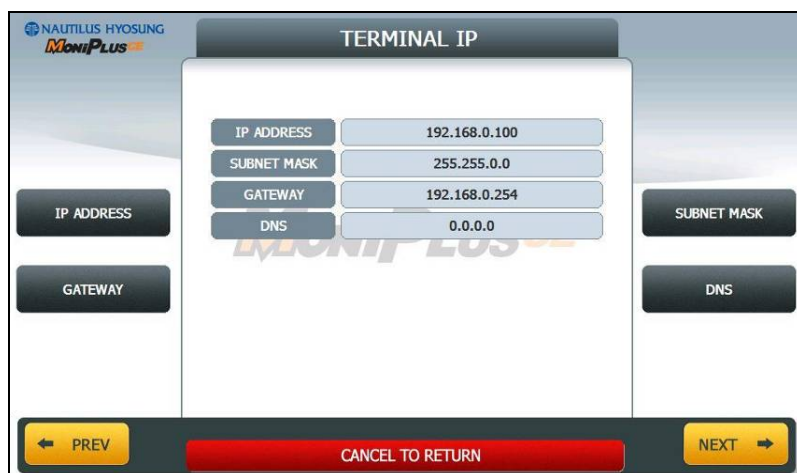 NAUTILUS HYOSUNG
MoniPlus CE
TERMINAL IP
IP ADDRESS 192.168.0.100
SUBNET MASK 255.255.0.0
GATEWAY 192.168.0.254
DNS 0.0.0.0
MoniPlus CE
IP ADDRESS
SUBNET MASK
GATEWAY
DNS
PREV
CANCEL TO RETURN
NEXT